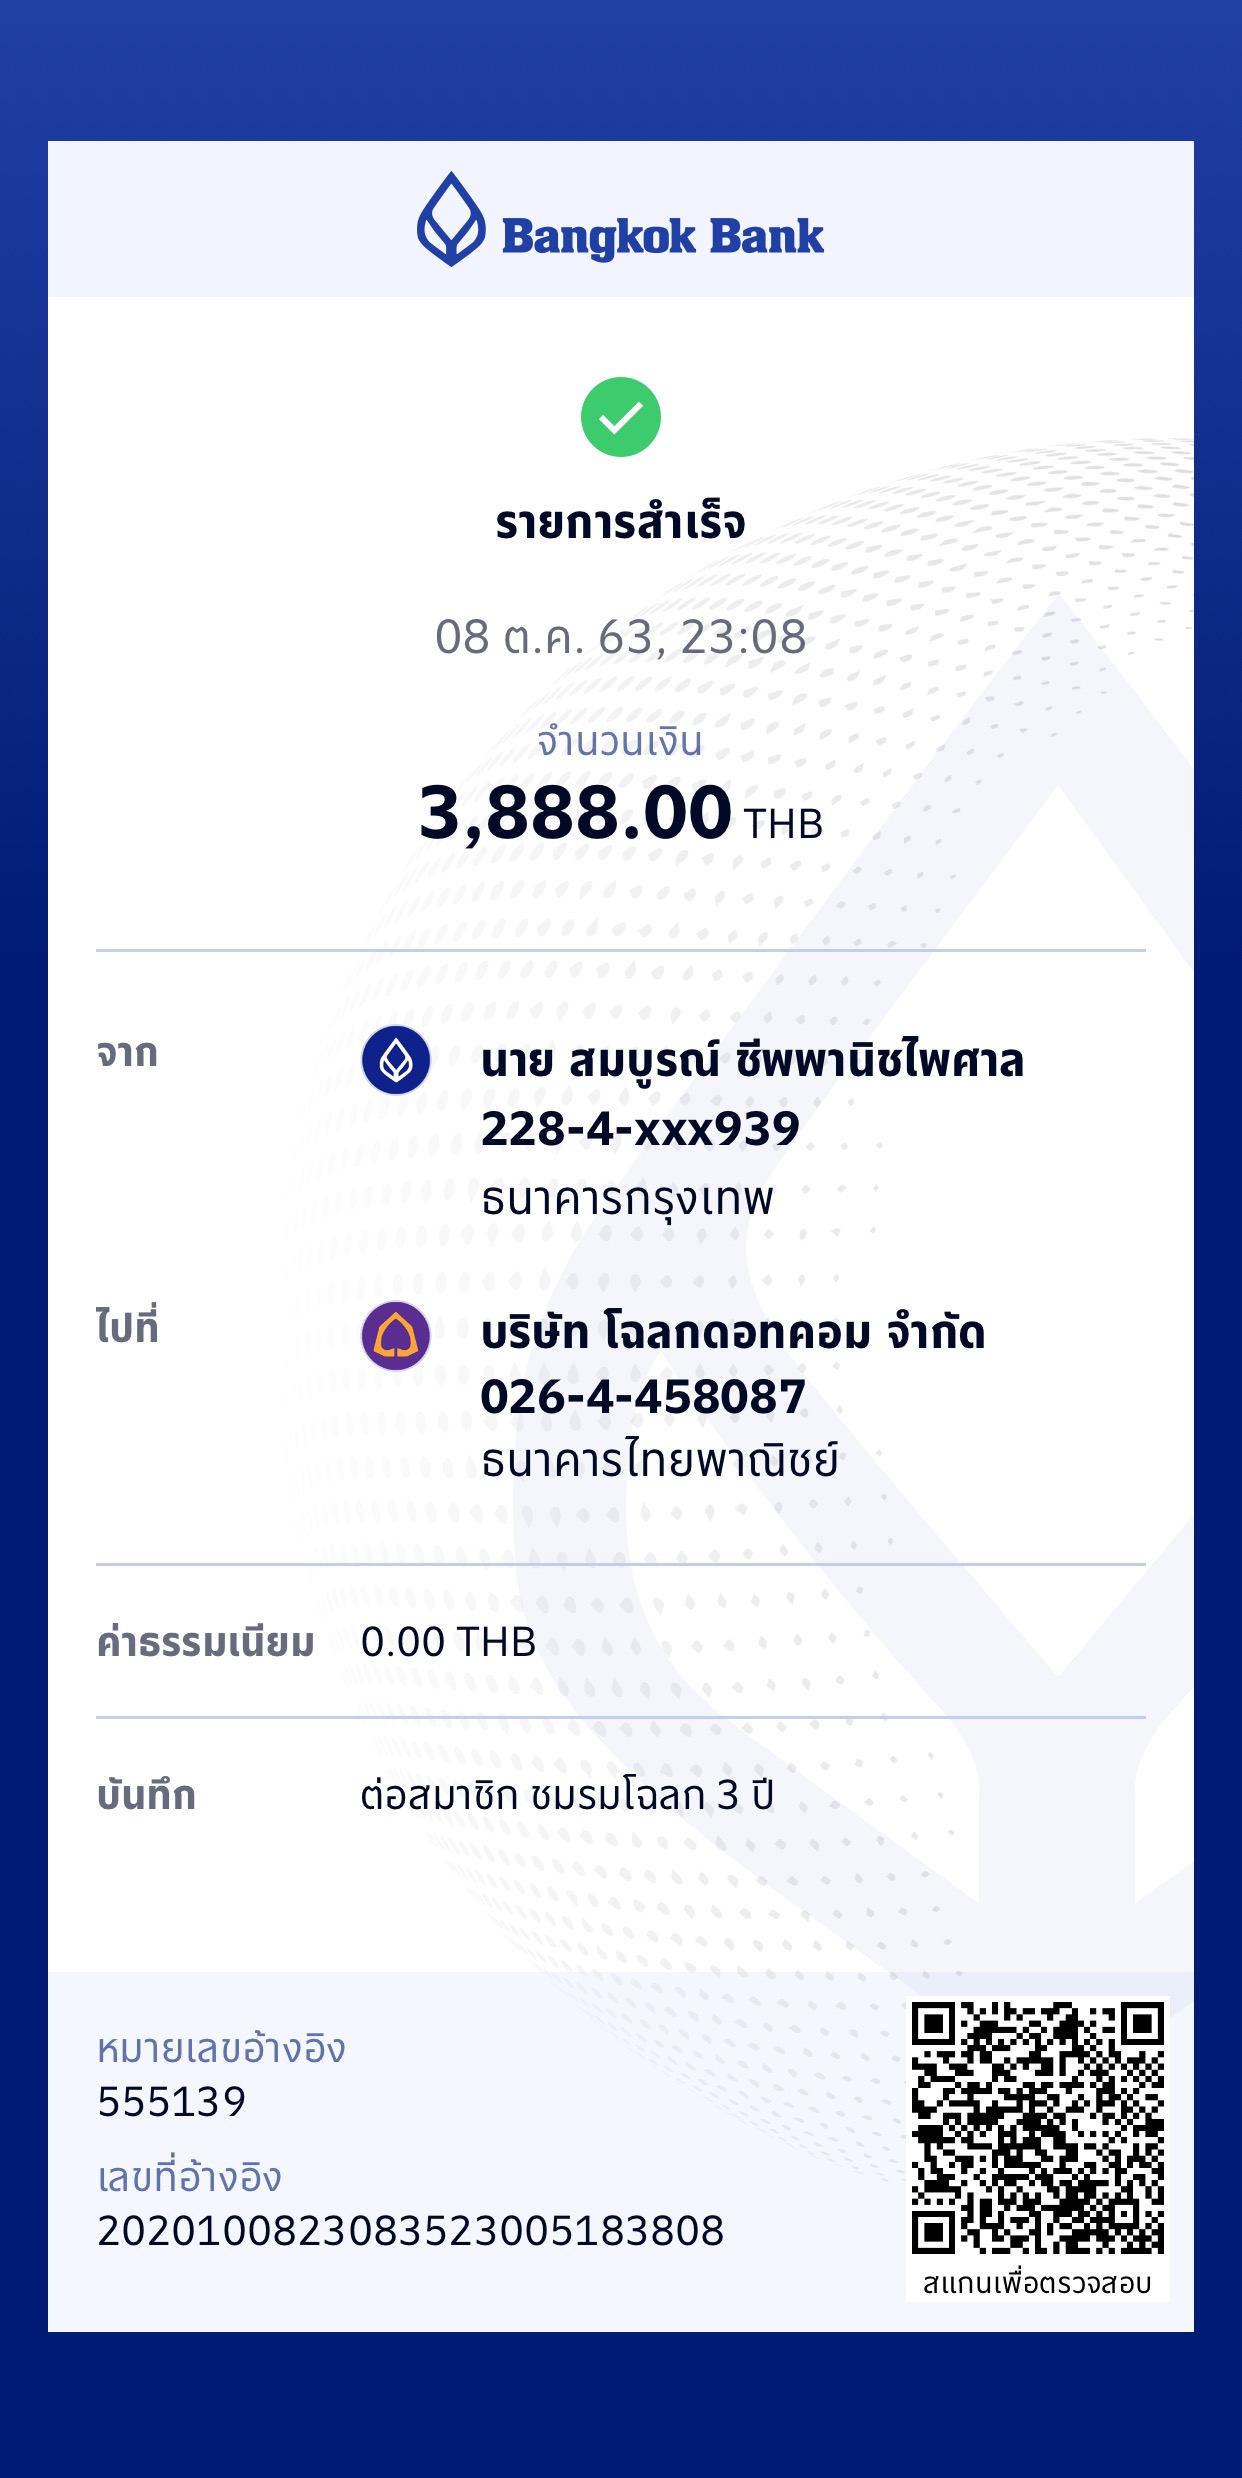 Bangkok Bank
รายการสำเร็จ
08 ต.ค. 63, 23:08
จำนวนเงิน
3,888.00 THB
จาก
นาย สมบูรณ์ ชีพพานิชไพศาล
228-4-xxx939
ธนาคารกรุงเทพ
ไปที่
บริษัท โฉลกดอทคอม จำกัด
026-4-458087
ธนาคารไทยพาณิชย์
ค่าธรรมเนียม 0.00 THB
บันทึก ต่อสมาชิก ชมรมโฉลก 3 ปี
หมายเลขอ้างอิง
555139
เลขที่อ้างอิง
2020100823083523005183808
สแกนเพื่อตรวจสอบ